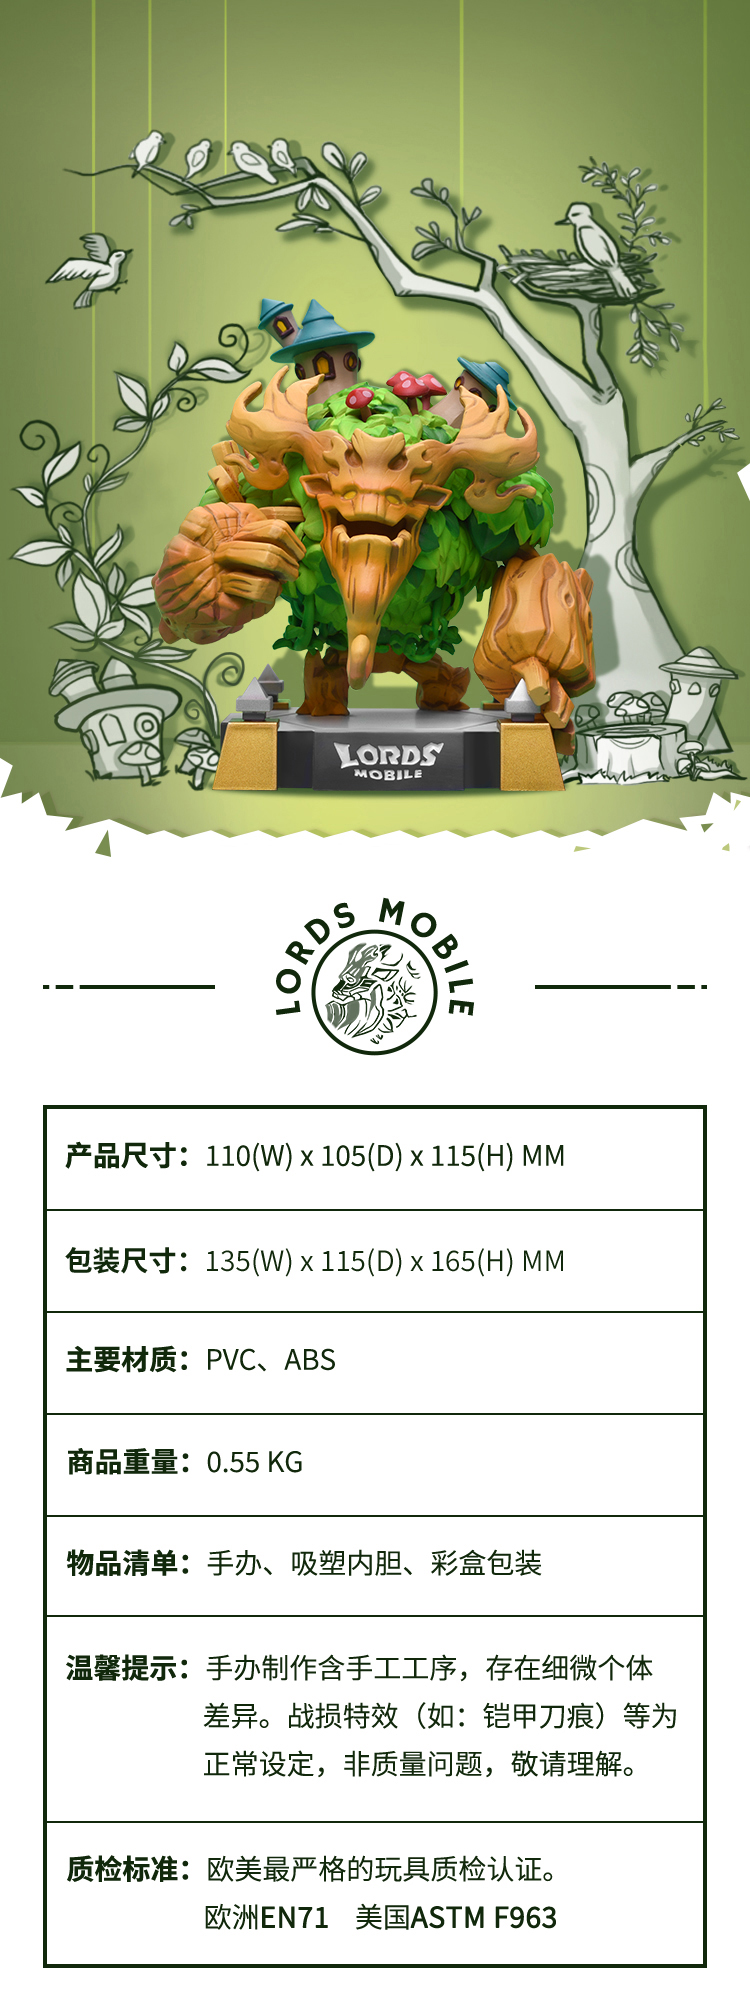 LORDS
MOBILE
LORDS MOBILE
产品尺寸：110(W) x 105(D) x 115(H) MM
包装尺寸：135(W) x 115(D) x 165(H) MM
主要材质：PVC、ABS
商品重量：0.55 KG
物品清单：手办、吸塑内胆、彩盒包装
温馨提示：手办制作含手工工序，存在细微个体
差异。战损特效（如：铠甲刀痕）等为
正常设定，非质量问题，敬请理解。
质检标准：欧美最严格的玩具质检认证。
欧洲EN71 美国ASTM F963